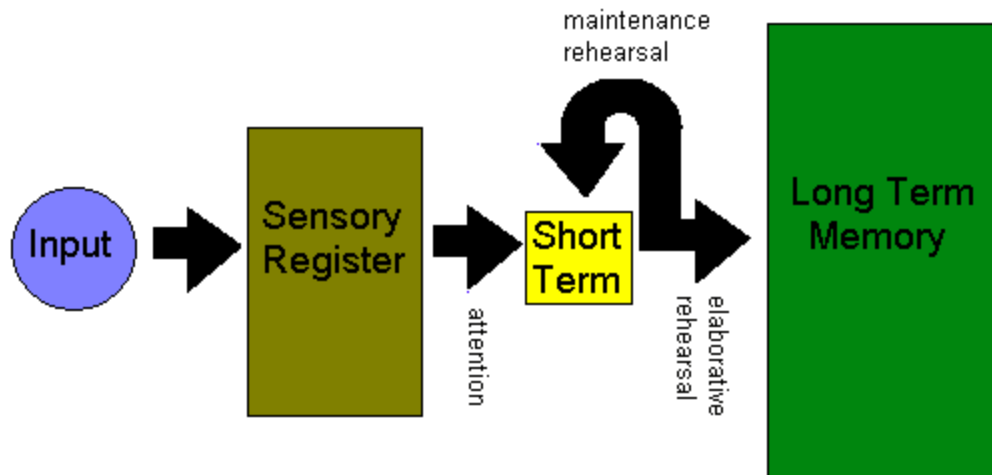 maintenance
rehearsal
Input
Sensory
Register
attention
Short
Term
elaborative
rehearsal
Long Term
Memory